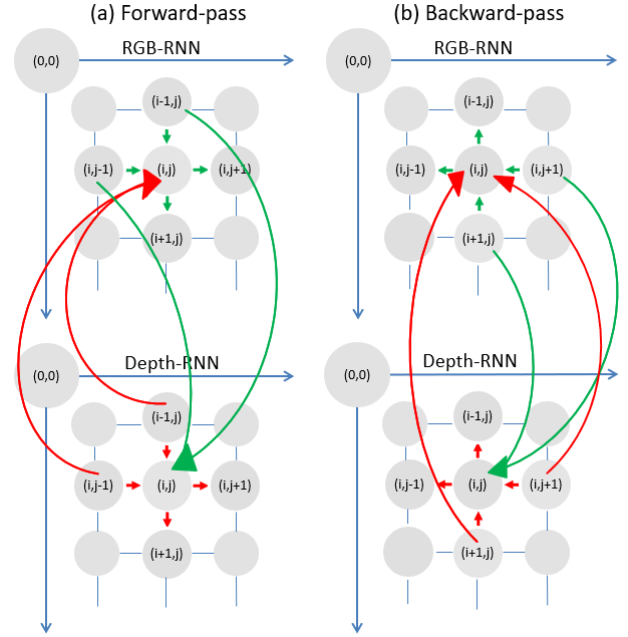 (a) Forward-pass
RGB-RNN
(0,0)
(i-1,j)
(i,j-1)
(i,j)
(i,j+1)
(i+1,j)
Depth-RNN
(0,0)
(i-1,j)
(i,j-1)
(i,j)
(i,j+1)
(i+1,j)
(b) Backward-pass
RGB-RNN
(0,0)
(i-1,j)
(i,j-1)
(i,j)
(i,j+1)
(i+1,j)
Depth-RNN
(0,0)
(i-1,j)
(i,j-1)
(i,j)
(i,j+1)
(i+1,j)